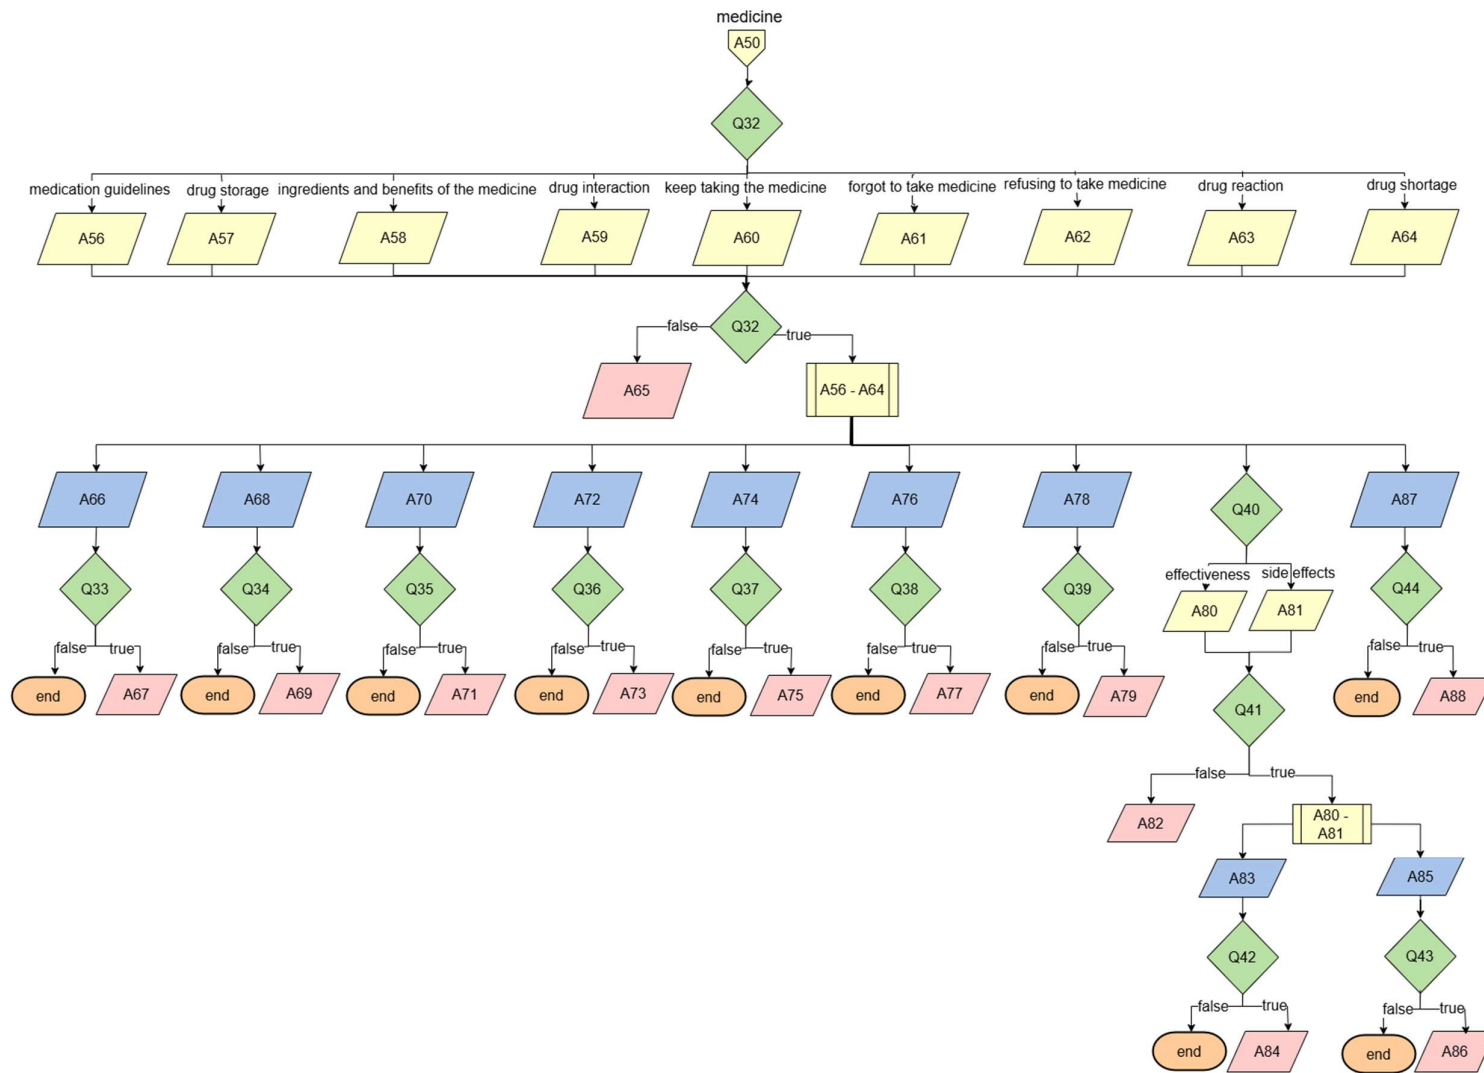 medicine
A50
Q32
medication guidelines
drug storage
ingredients and benefits of the medicine
drug interaction
keep taking the medicine
forgot to take medicine
refusing to take medicine
drug reaction
drug shortage
A56
A57
A58
A59
A60
A61
A62
A63
A64
Q32
false
true
A65
A56 - A64
A66
A68
A70
A72
A74
A76
A78
Q40
A87
Q33
Q34
Q35
Q36
Q37
Q38
Q39
effectiveness
side effects
Q44
A80
A81
false
true
false
true
false
true
false
true
false
true
false
true
false
true
false
true
end
A67
end
A69
end
A71
end
A73
end
A75
end
A77
end
A79
Q41
end
A88
false
true
A82
A80 -
A81
A83
A85
Q42
Q43
false
true
false
true
end
A84
end
A86